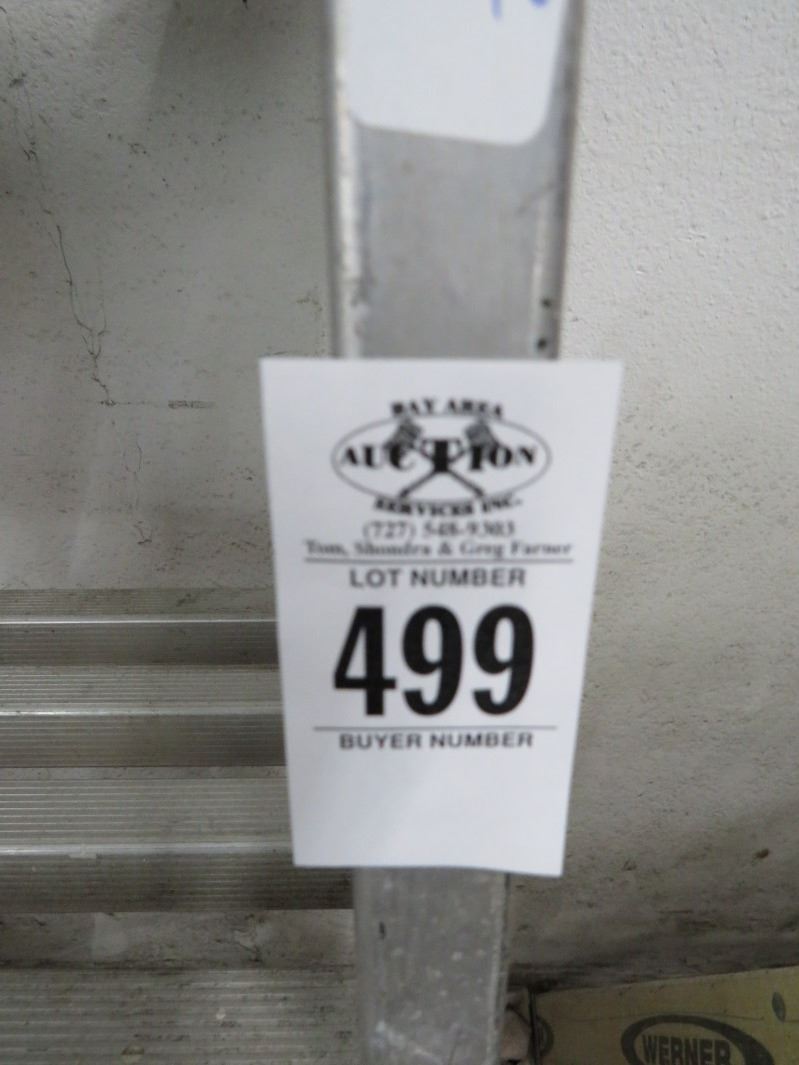 BAY AREA
AUCTION
SERVICES INC.
(727) 548-9303
Tom, Shondra & Greg Farner
LOT NUMBER
499
BUYER NUMBER
WERNER